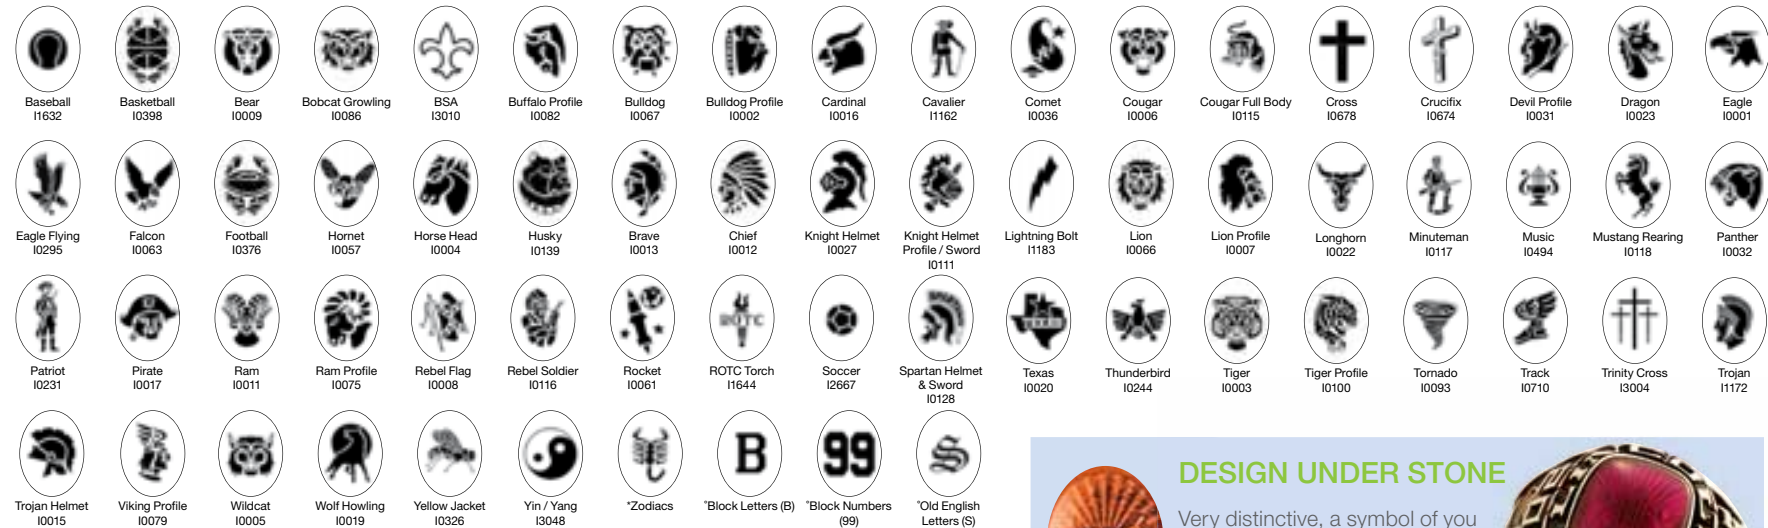 Baseball
I1632
Basketball
I0398
Bear
I0009
Bobcat Growling
I0086
BSA
I3010
Buffalo Profile
I0082
Bulldog
I0067
Bulldog Profile
I0002
Cardinal
I0016
Cavalier
I1162
Comet
I0036
Cougar
I0006
Cougar Full Body
I0115
Cross
I0678
Crucifix
I0674
Devil Profile
I0031
Dragon
I0023
Eagle
I0001
Eagle Flying
I0295
Falcon
I0063
Football
I0376
Hornet
I0057
Horse Head
I0004
Husky
I0139
Brave
I0013
Chief
I0012
Knight Helmet
I0027
Knight Helmet
Profile / Sword
I0111
Lightning Bolt
I1183
Lion
I0066
Lion Profile
I0007
Longhorn
I0022
Minuteman
I0117
Music
I0494
Mustang Rearing
I0118
Panther
I0032
Patriot
I0231
Pirate
I0017
Ram
I0011
Ram Profile
I0075
Rebel Flag
I0008
Rebel Soldier
I0116
Rocket
I0061
ROTC
ROTC Torch
I1644
Soccer
I2667
Spartan Helmet
& Sword
I0128
Texas
I0020
Thunderbird
I0244
Tiger
I0003
Tiger Profile
I0100
Tornado
I0093
Track
I0710
Trinity Cross
I3004
Trojan
I1172
Trojan Helmet
I0015
Viking Profile
I0079
Wildcat
I0005
Wolf Howling
I0019
Yellow Jacket
I0326
Yin / Yang
I3048
*Zodiacs
B
°Block Letters (B)
99
°Block Numbers
(99)
S
°Old English
Letters (S)
DESIGN UNDER STONE
Very distinctive, a symbol of you